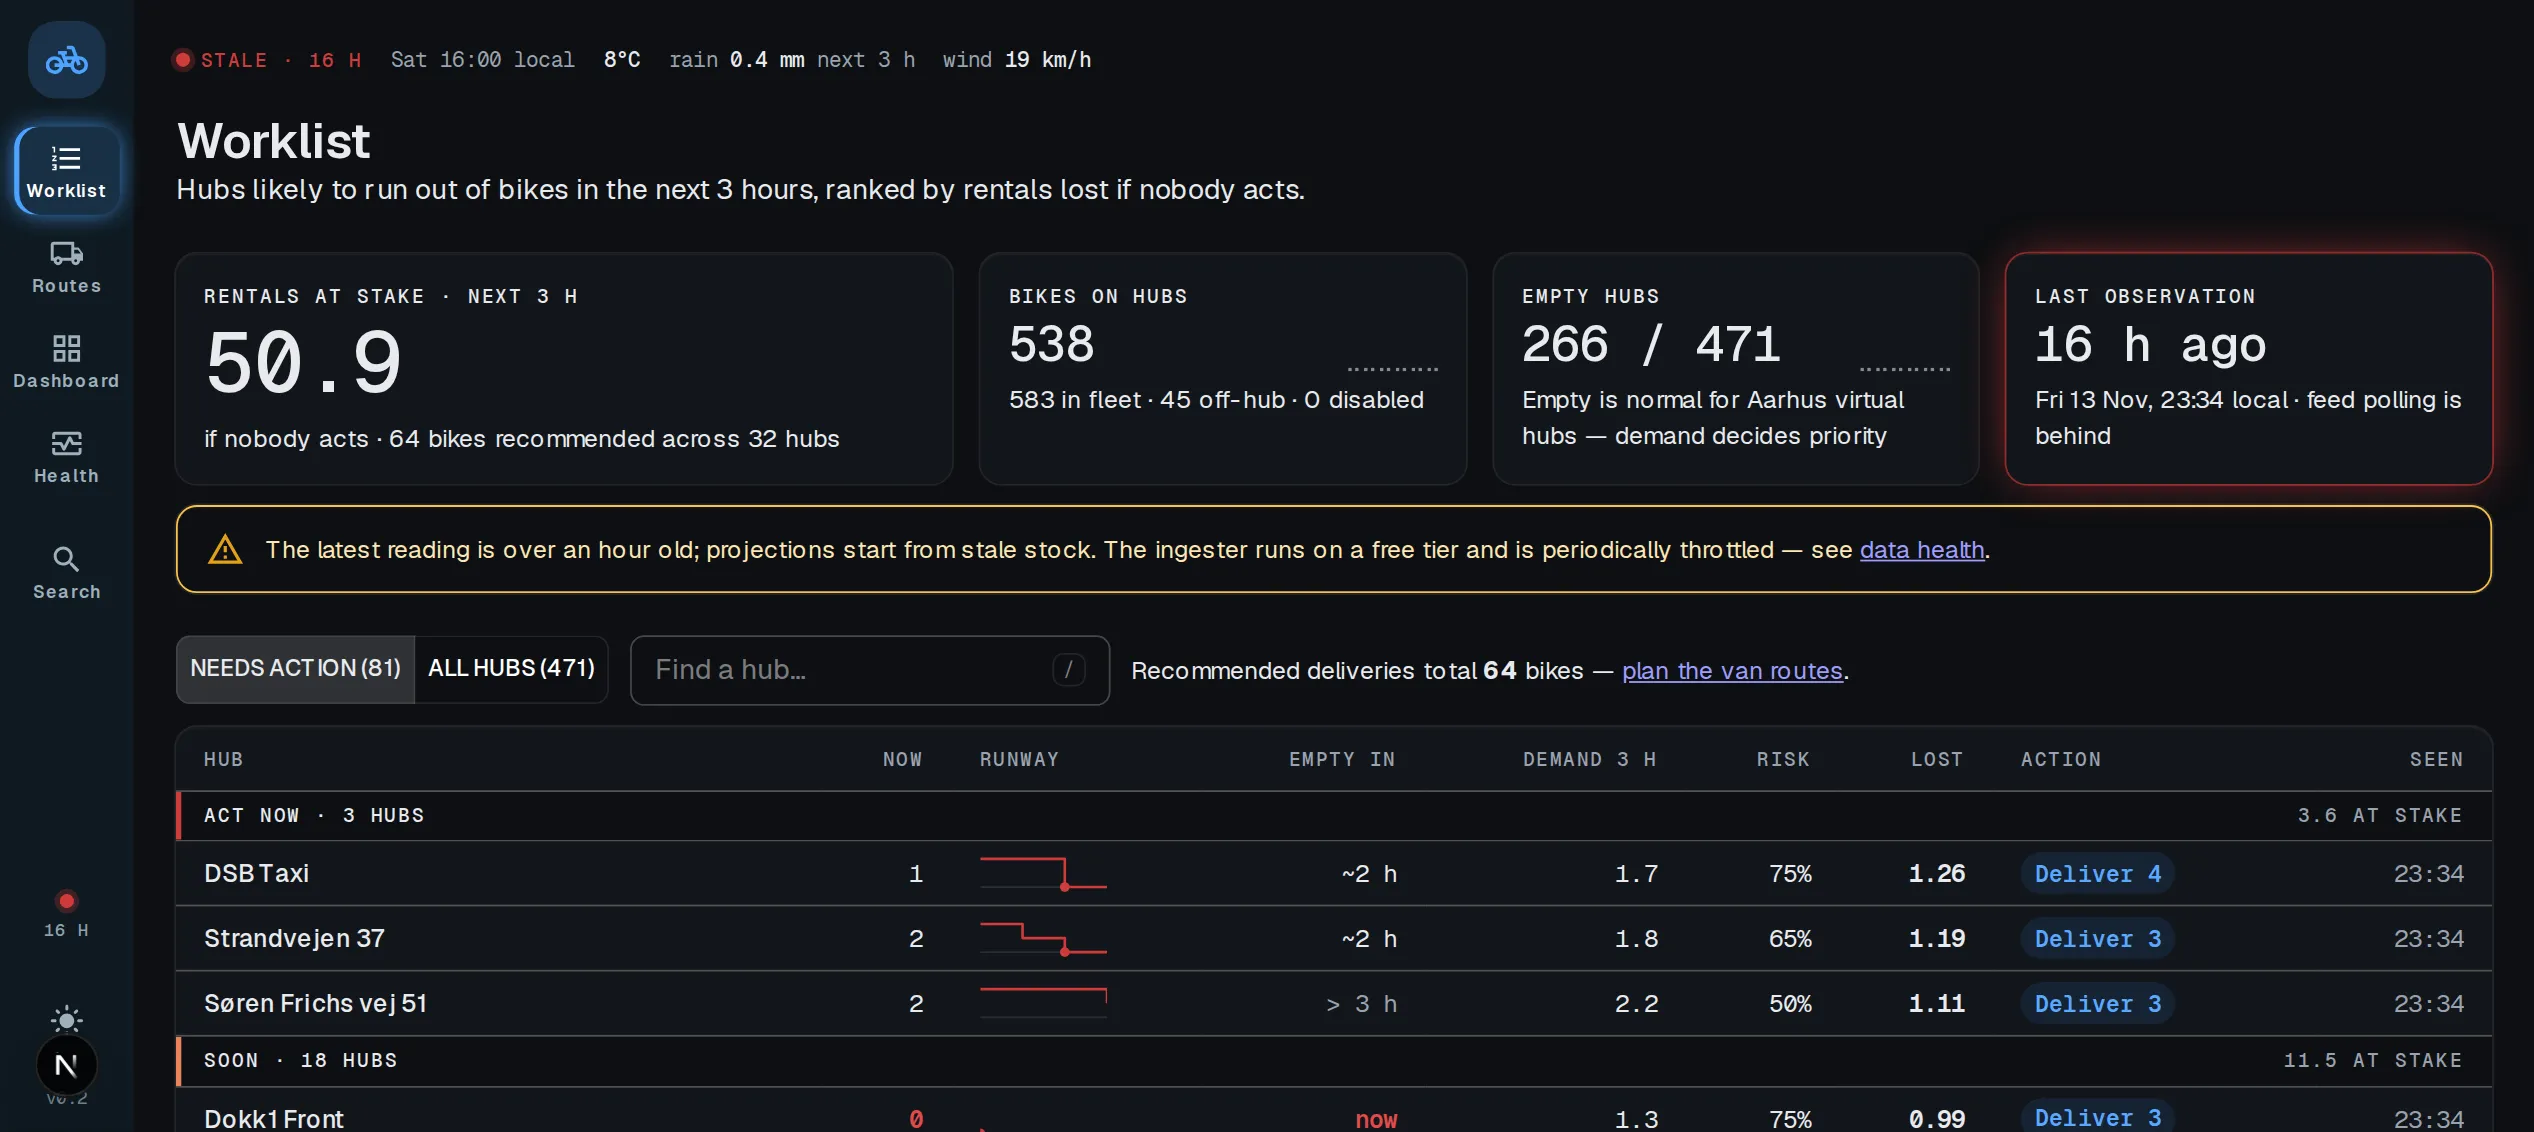 STALE · 16 H Sat 16:00 local 8°C rain 0.4 mm next 3 h wind 19 km/h
Worklist
Routes
Dashboard
Health
Search
16 H
N
v0.2
Worklist
Hubs likely to run out of bikes in the next 3 hours, ranked by rentals lost if nobody acts.
RENTALS AT STAKE · NEXT 3 H
50.9
if nobody acts · 64 bikes recommended across 32 hubs
BIKES ON HUBS
538
583 in fleet · 45 off-hub · 0 disabled
EMPTY HUBS
266 / 471
Empty is normal for Aarhus virtual
hubs — demand decides priority
LAST OBSERVATION
16 h ago
Fri 13 Nov, 23:34 local · feed polling is
behind
The latest reading is over an hour old; projections start from stale stock. The ingester runs on a free tier and is periodically throttled — see data health.
NEEDS ACTION (81) ALL HUBS (471) Find a hub... / Recommended deliveries total 64 bikes — plan the van routes.
HUB NOW RUNWAY EMPTY IN DEMAND 3 H RISK LOST ACTION SEEN
ACT NOW · 3 HUBS 3.6 AT STAKE
DSB Taxi 1 ~2 h 1.7 75% 1.26 Deliver 4 23:34
Strandvejen 37 2 ~2 h 1.8 65% 1.19 Deliver 3 23:34
Søren Frichs vej 51 2 > 3 h 2.2 50% 1.11 Deliver 3 23:34
SOON · 18 HUBS 11.5 AT STAKE
Dokk1 Front 0 now 1.3 75% 0.99 Deliver 3 23:34